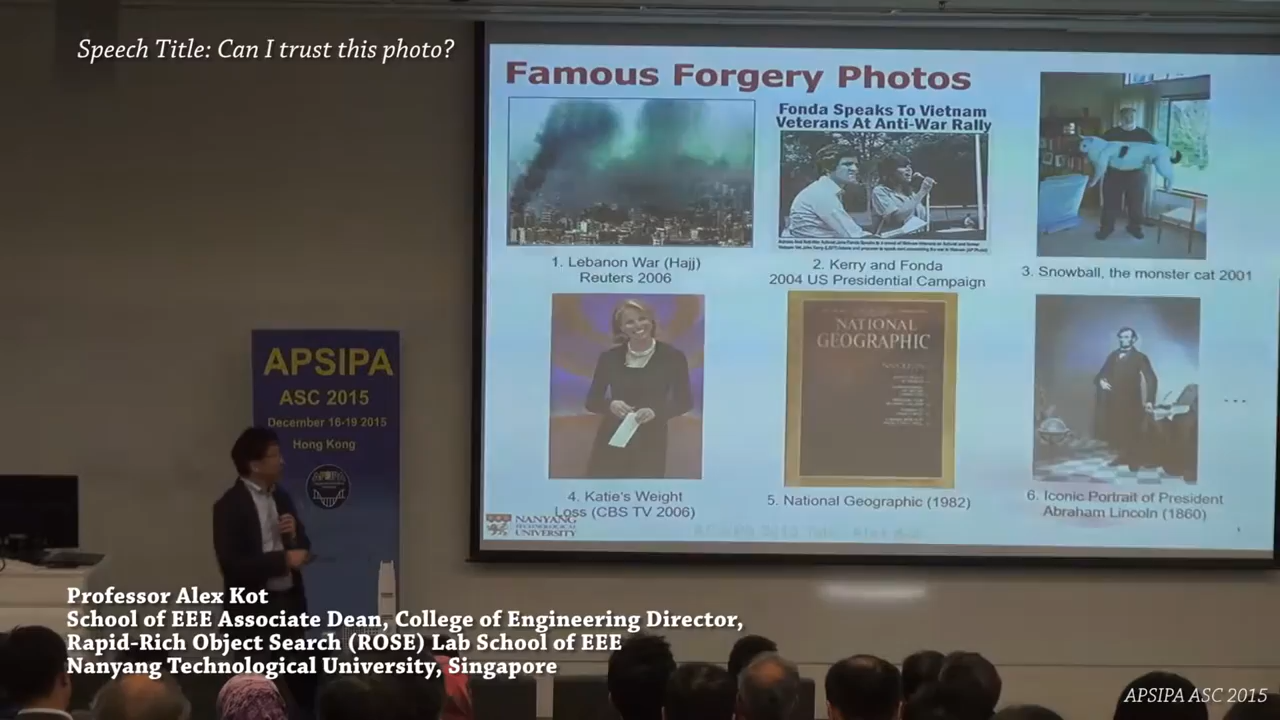 Speech Title: Can I trust this photo?
Famous Forgery Photos
Fonda Speaks To Vietnam
Veterans At Anti-War Rally
1. Lebanon War (Hajj)
Reuters 2006
2. Kerry and Fonda
2004 US Presidential Campaign
3. Snowball, the monster cat 2001
NATIONAL
GEOGRAPHIC
4. Katie's Weight
Loss (CBS TV 2006)
5. National Geographic (1982)
6. Iconic Portrait of President
Abraham Lincoln (1860)
...
NANYANG
TECHNOLOGICAL
UNIVERSITY
APSIPA
ASC 2015
December 16-19 2015
Hong Kong
APSIPA
Professor Alex Kot
School of EEE Associate Dean, College of Engineering Director,
Rapid-Rich Object Search (ROSE) Lab School of EEE
Nanyang Technological University, Singapore
APSIPA ASC 2015